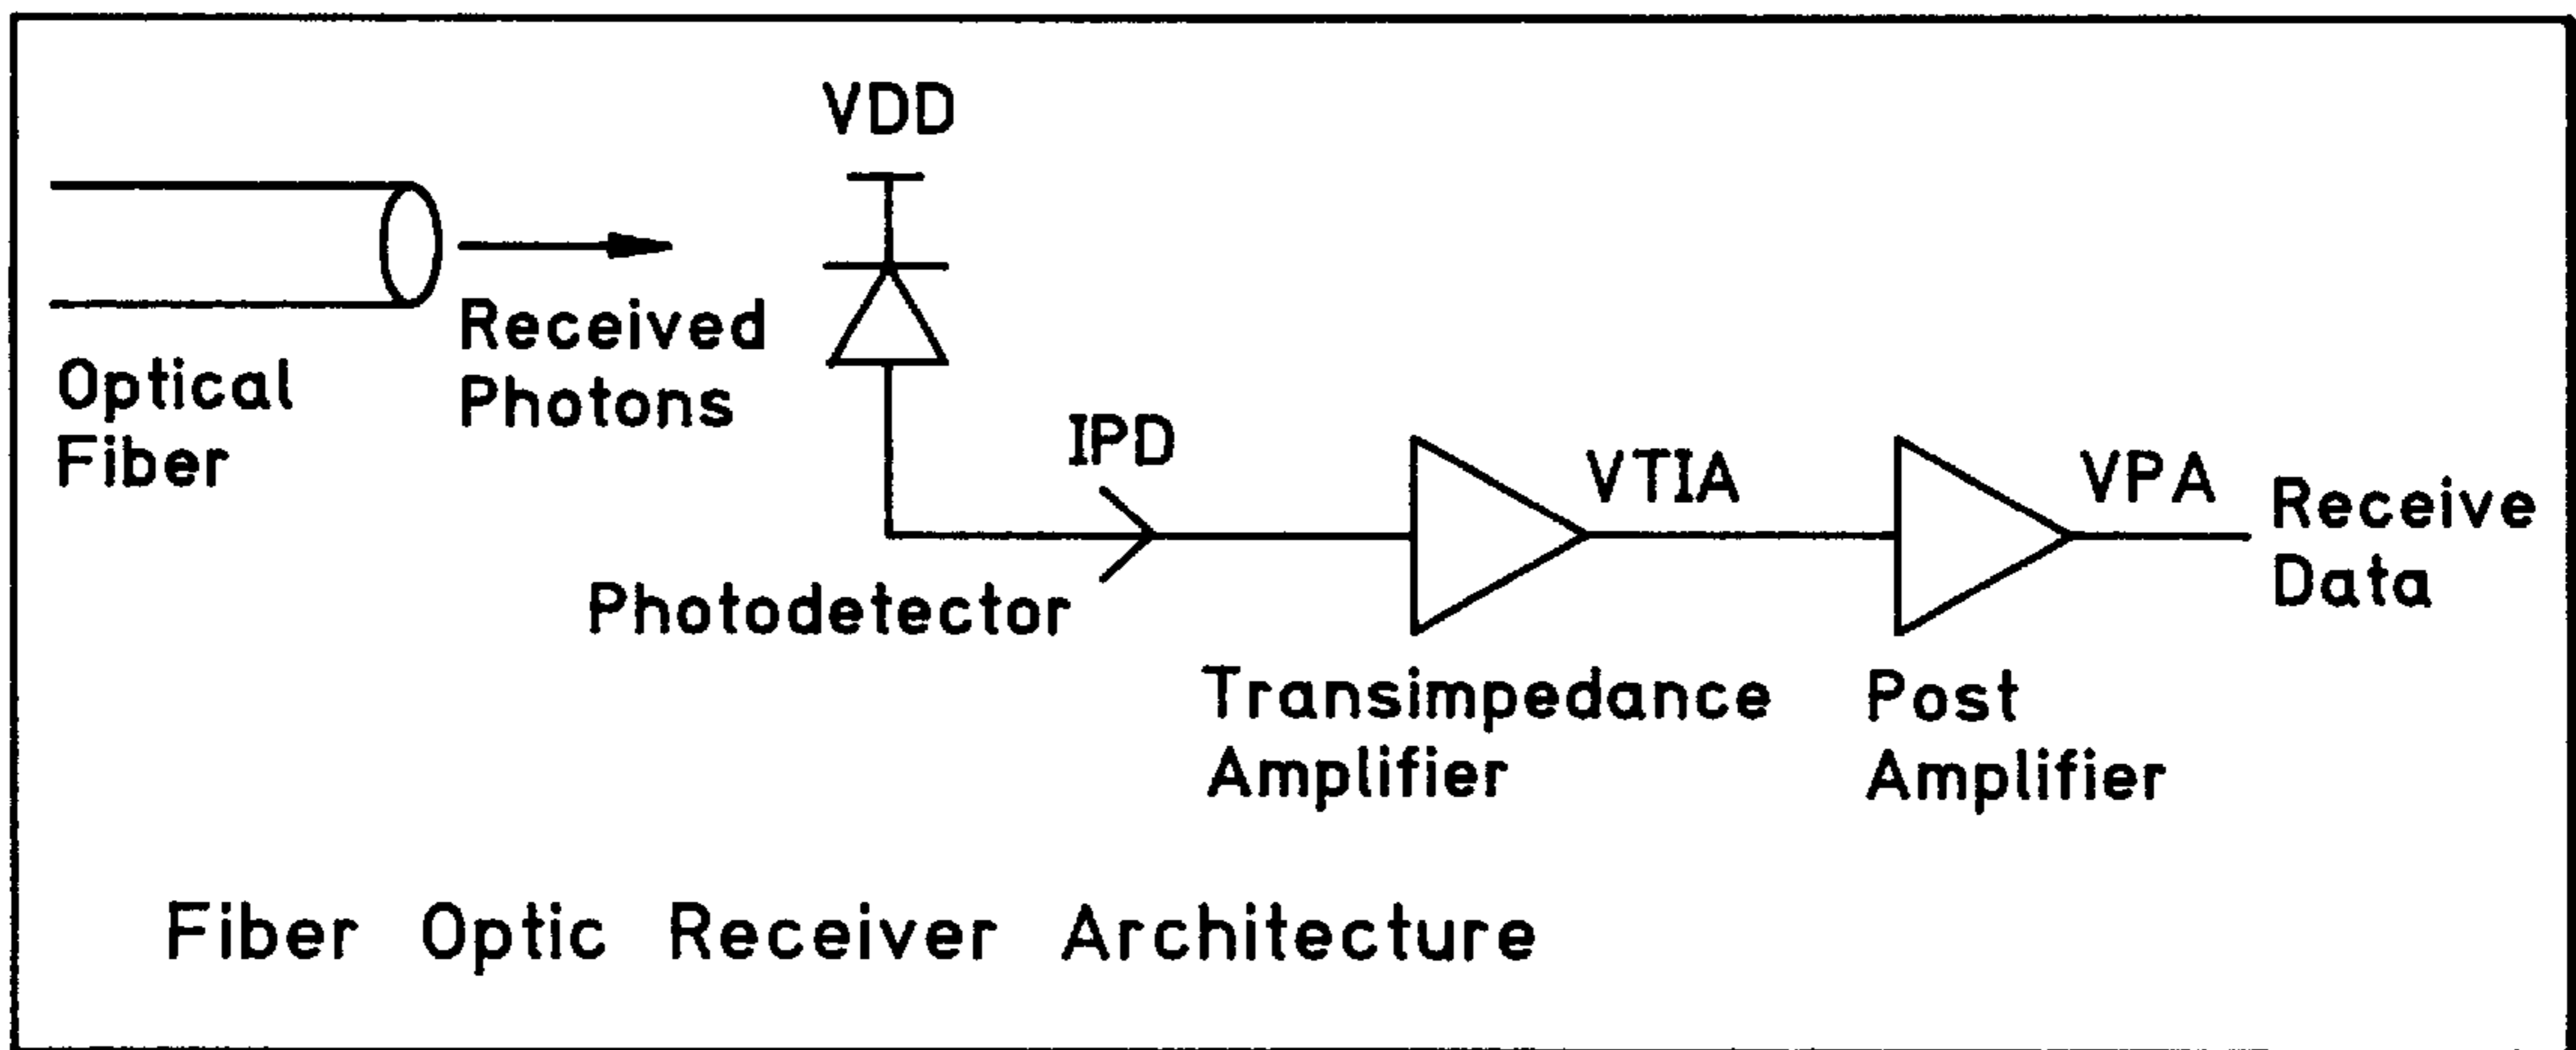 VDD
Optical
Fiber
Received
Photons
IPD
Photodetector
VTIA
Transimpedance
Amplifier
VPA
Post
Amplifier
Receive
Data
Fiber Optic Receiver Architecture